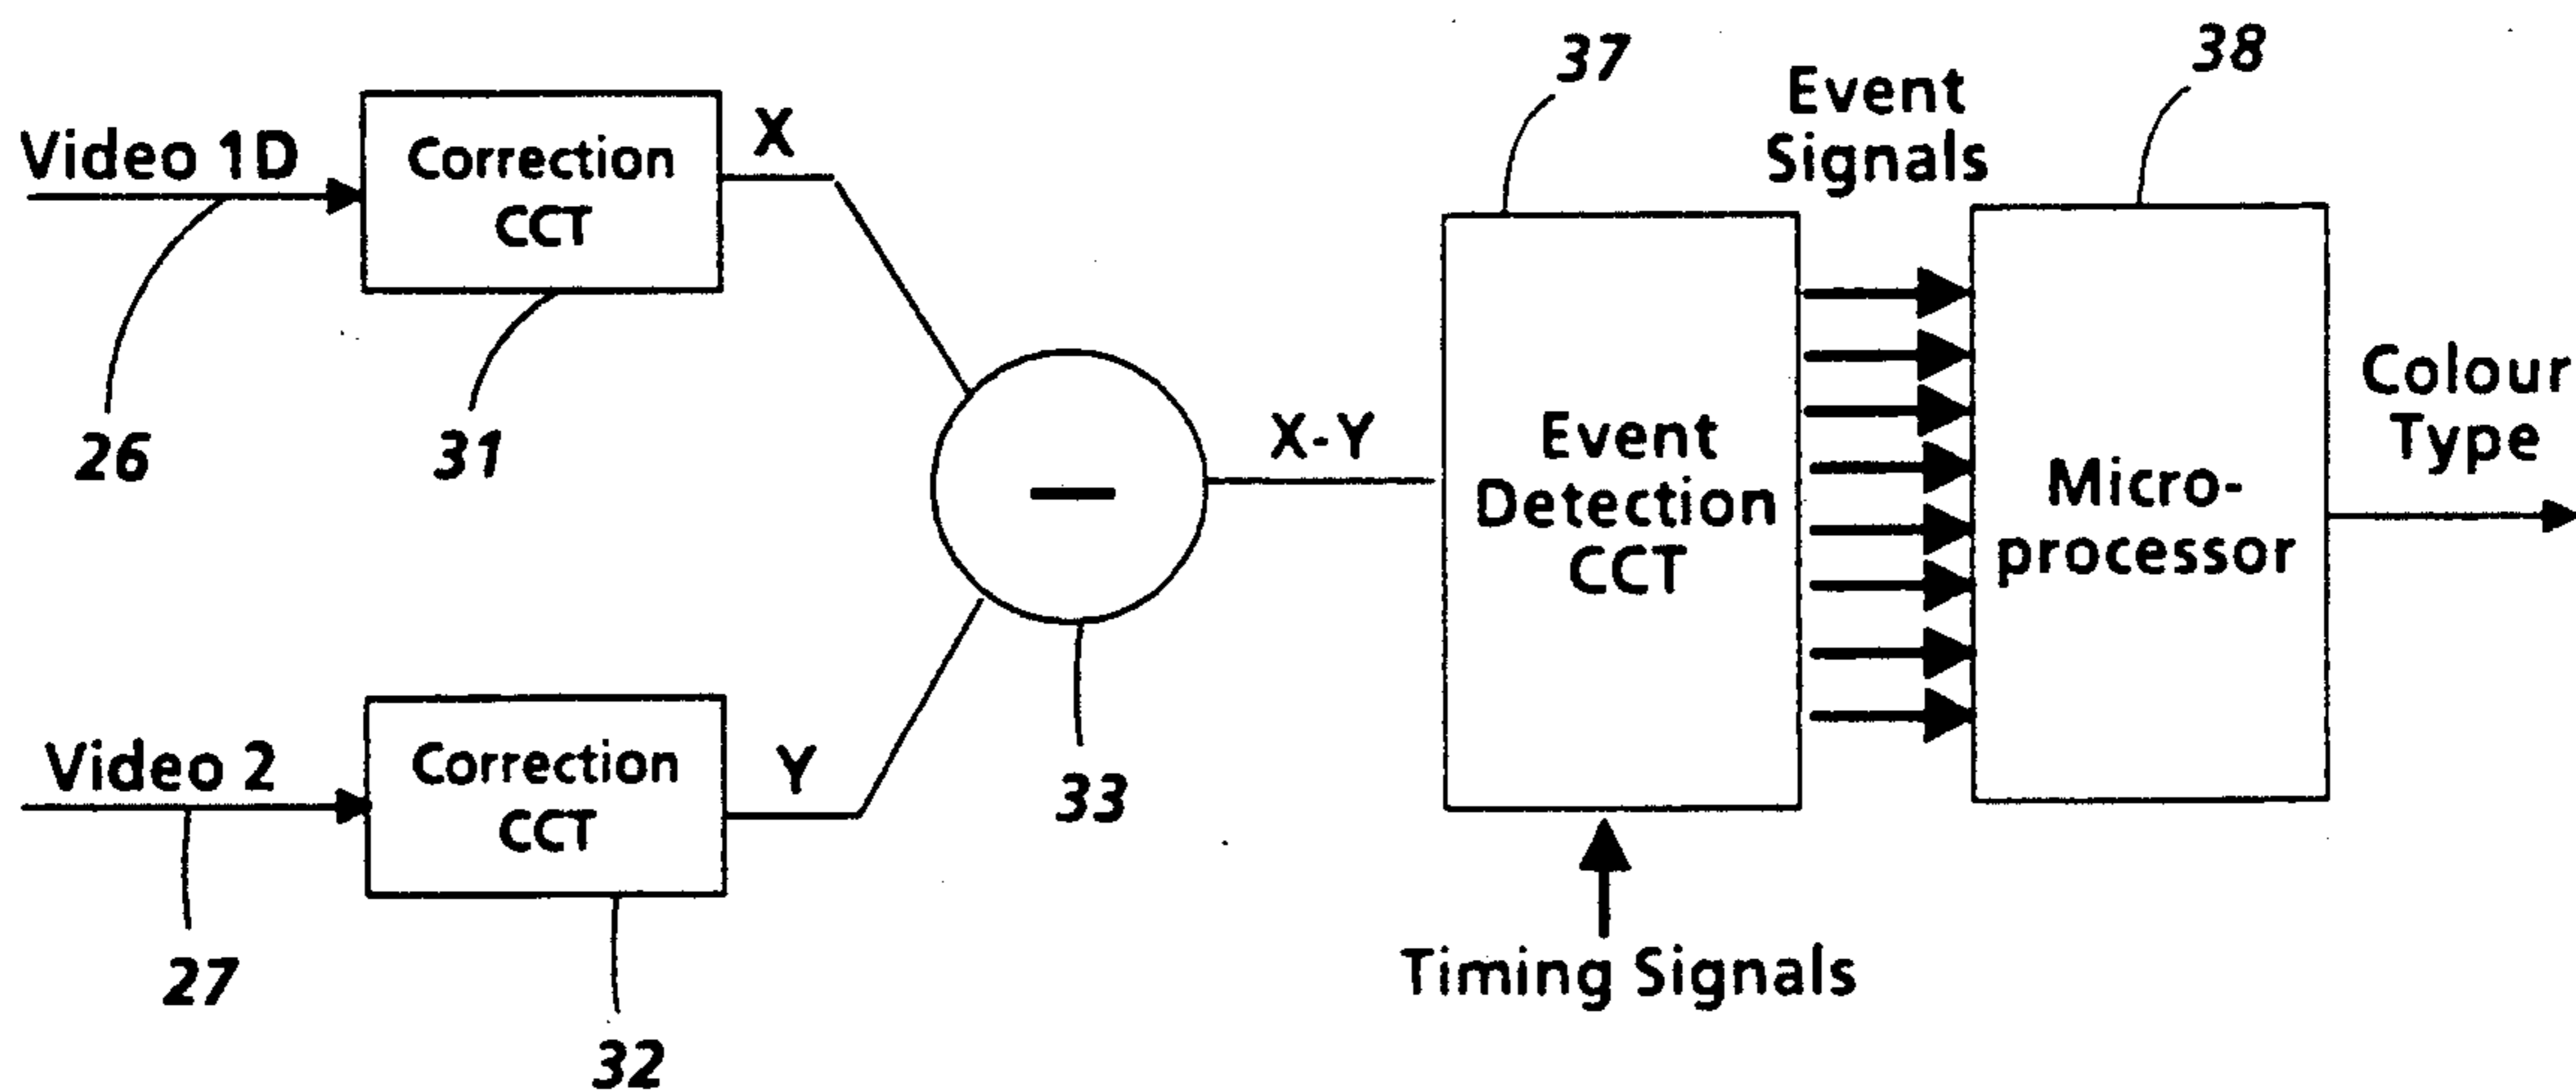 Video 1D
26
Correction
CCT
31
X
Video 2
27
Correction
CCT
32
Y
33
X-Y
37
Event
Detection
CCT
Timing Signals
Event
Signals
38
Micro-
processor
Colour
Type